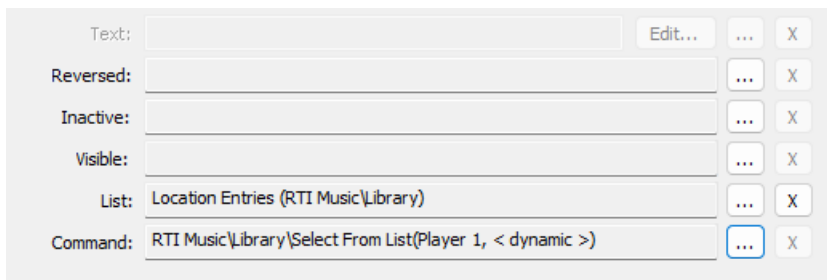 Text: Edit... ... X
Reversed: ... X
Inactive: ... X
Visible: ... X
List: Location Entries (RTI Music\Library) ... X
Command: RTI Music\Library\Select From List(Player 1, < dynamic >) ... X